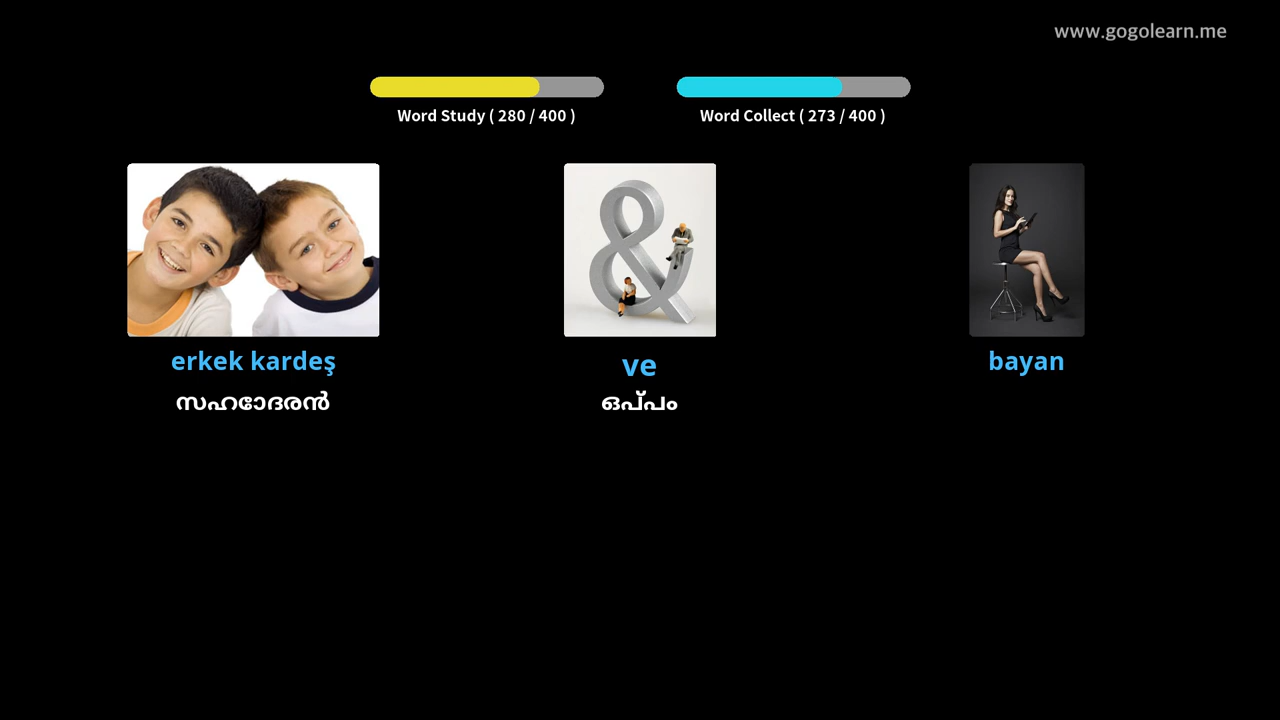 www.gogolearn.me
Word Study ( 280 / 400 )
Word Collect ( 273 / 400 )
erkek kardeş
ve
bayan
സഹോദരൻ
ഒപ്പം